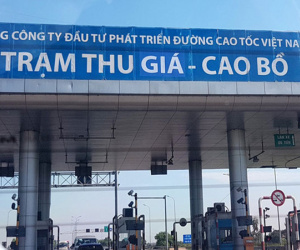 G CÔNG TY ĐẦU TƯ PHÁT TRIỂN ĐƯỜNG CAO TỐC VIỆT NA
TRẠM THU GIÁ - CAO BỒ